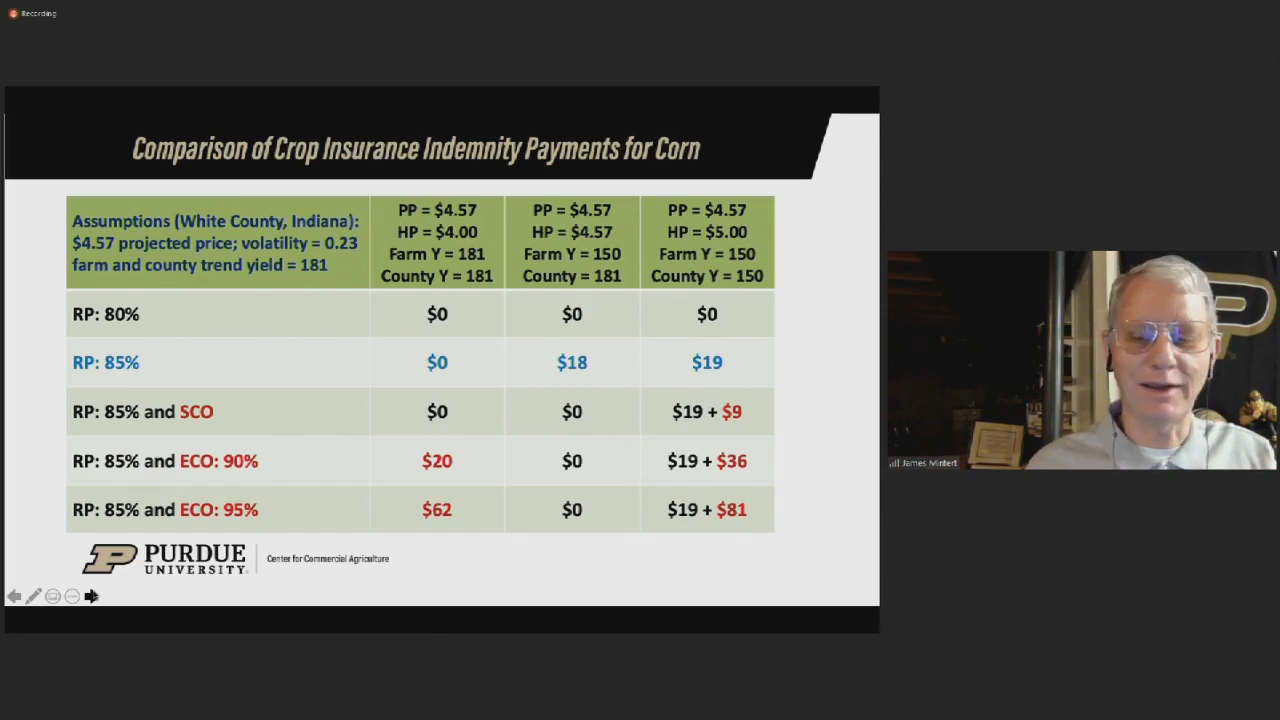 Recording
Comparison of Crop Insurance Indemnity Payments for Corn
Assumptions (White County, Indiana):
$4.57 projected price; volatility = 0.23
farm and county trend yield = 181
PP = $4.57
HP = $4.00
Farm Y = 181
County Y = 181
PP = $4.57
HP = $4.57
Farm Y = 150
County = 181
PP = $4.57
HP = $5.00
Farm Y = 150
County Y = 150
RP: 80% $0 $0 $0
RP: 85% $0 $18 $19
RP: 85% and SCO $0 $0 $19 + $9
RP: 85% and ECO: 90% $20 $0 $19 + $36
RP: 85% and ECO: 95% $62 $0 $19 + $81
PURDUE
UNIVERSITY
Center for Commercial Agriculture
James Mintert